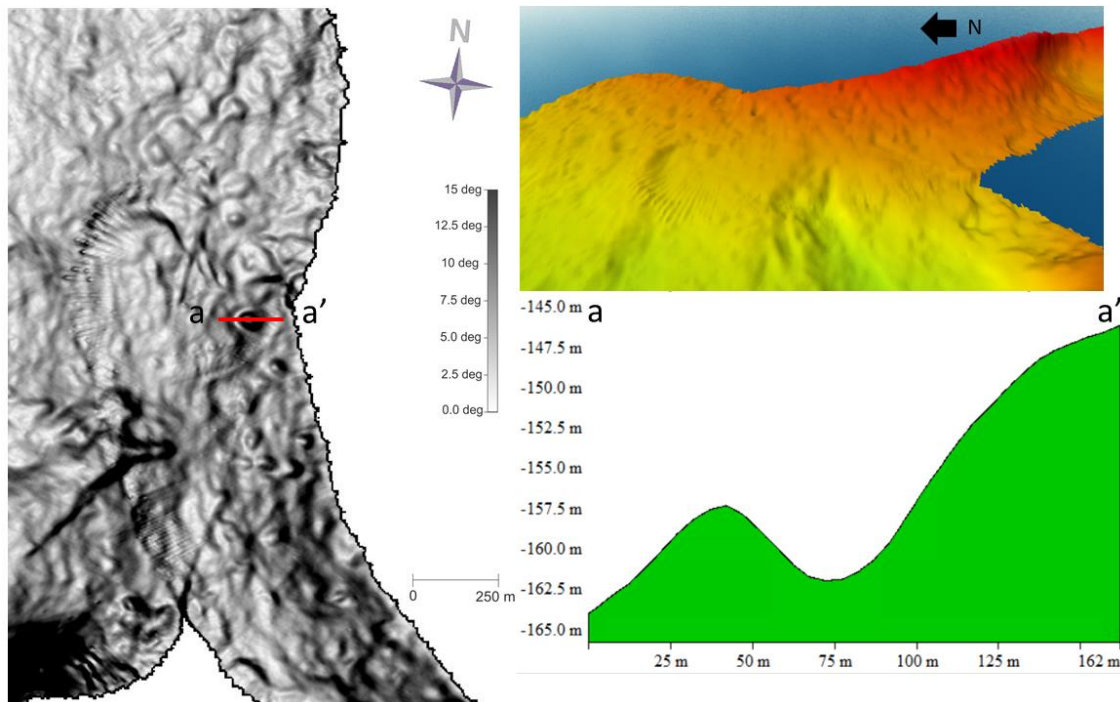 N
15 deg
12.5 deg
10 deg
7.5 deg
5.0 deg
2.5 deg
0.0 deg
a a’
0 250 m
N
a a’
-145.0 m
-147.5 m
-150.0 m
-152.5 m
-155.0 m
-157.5 m
-160.0 m
-162.5 m
-165.0 m
25 m 50 m 75 m 100 m 125 m 162 m